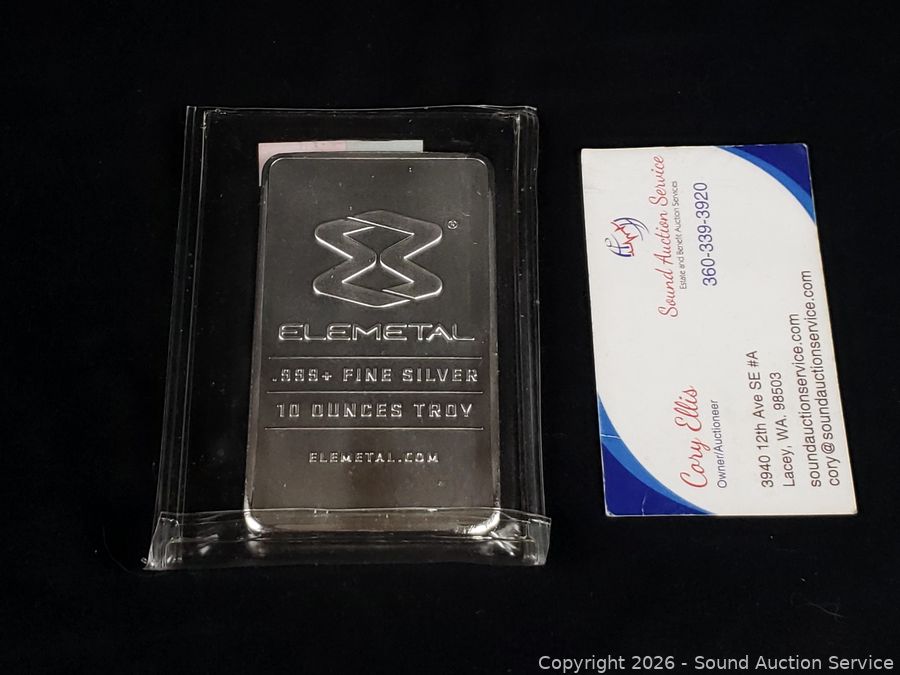 ®
ELEMETAL
.999+ FINE SILVER
10 OUNCES TROY
ELEMETAL.COM
Sound Auction Service
Estate and Benefit Auction Services
360-339-3920
Cory Ellis
Owner/Auctioneer
3940 12th Ave SE #A
Lacey, WA. 98503
soundauctionservice.com
cory@soundauctionservice.com
Copyright 2026 - Sound Auction Service